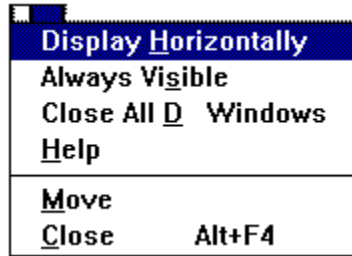 Display Horizontally
Always Visible
Close All D Windows
Help
Move
Close Alt+F4